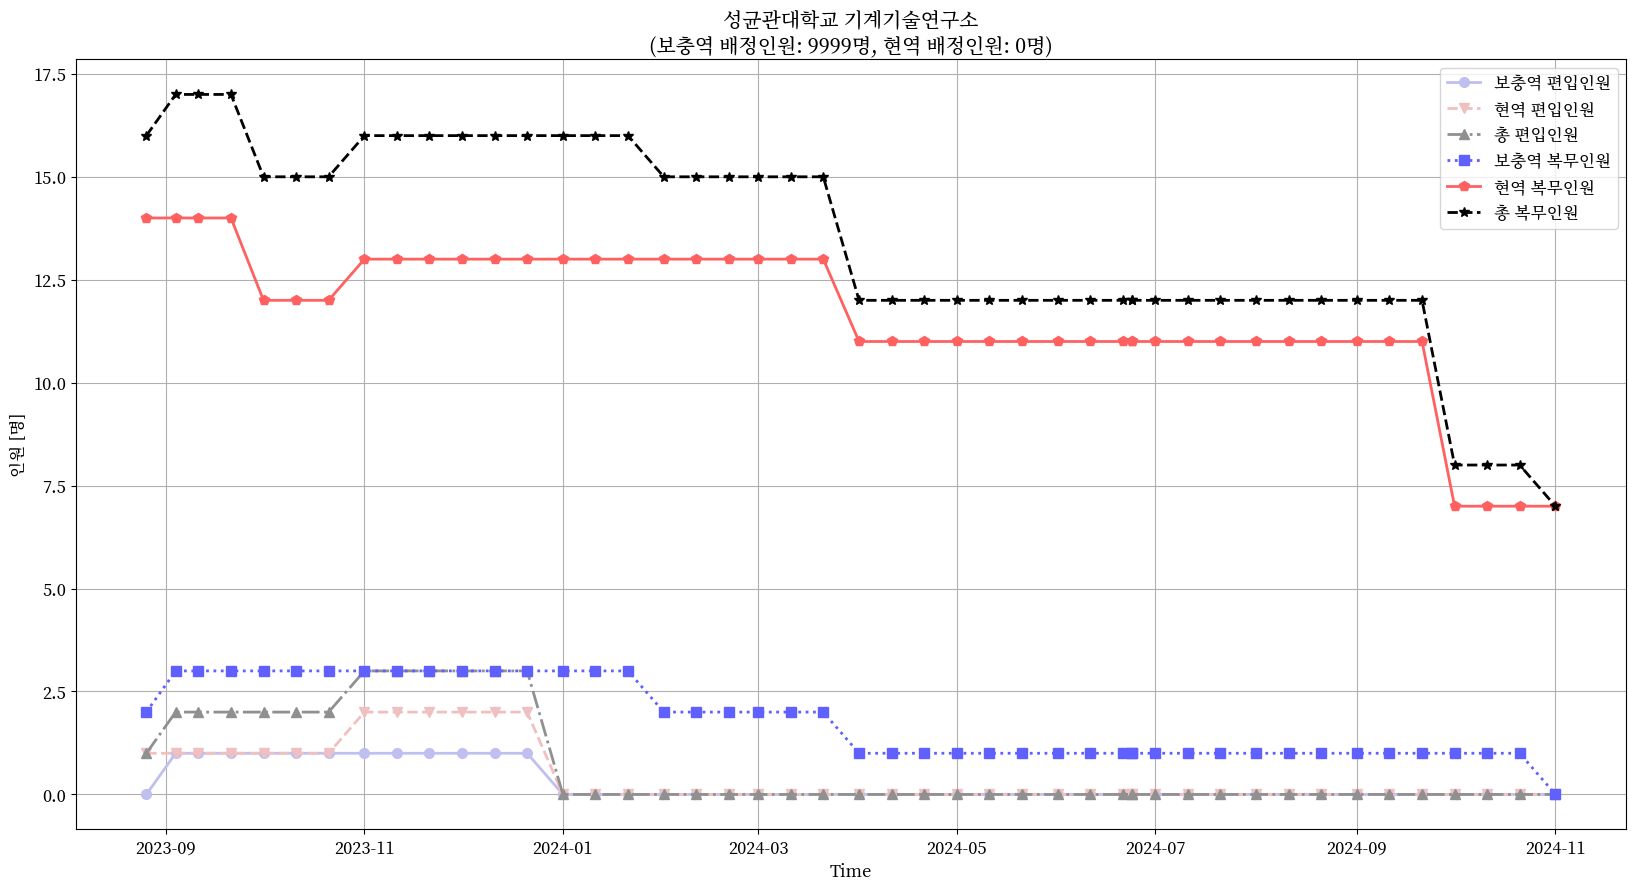 성균관대학교 기계기술연구소
(보충역 배정인원: 9999명, 현역 배정인원: 0명)
17.5
15.0
12.5
10.0
7.5
5.0
2.5
0.0
인원 [명]
보충역 편입인원
현역 편입인원
총 편입인원
보충역 복무인원
현역 복무인원
총 복무인원
2023-09
2023-11
2024-01
2024-03
2024-05
2024-07
2024-09
2024-11
Time